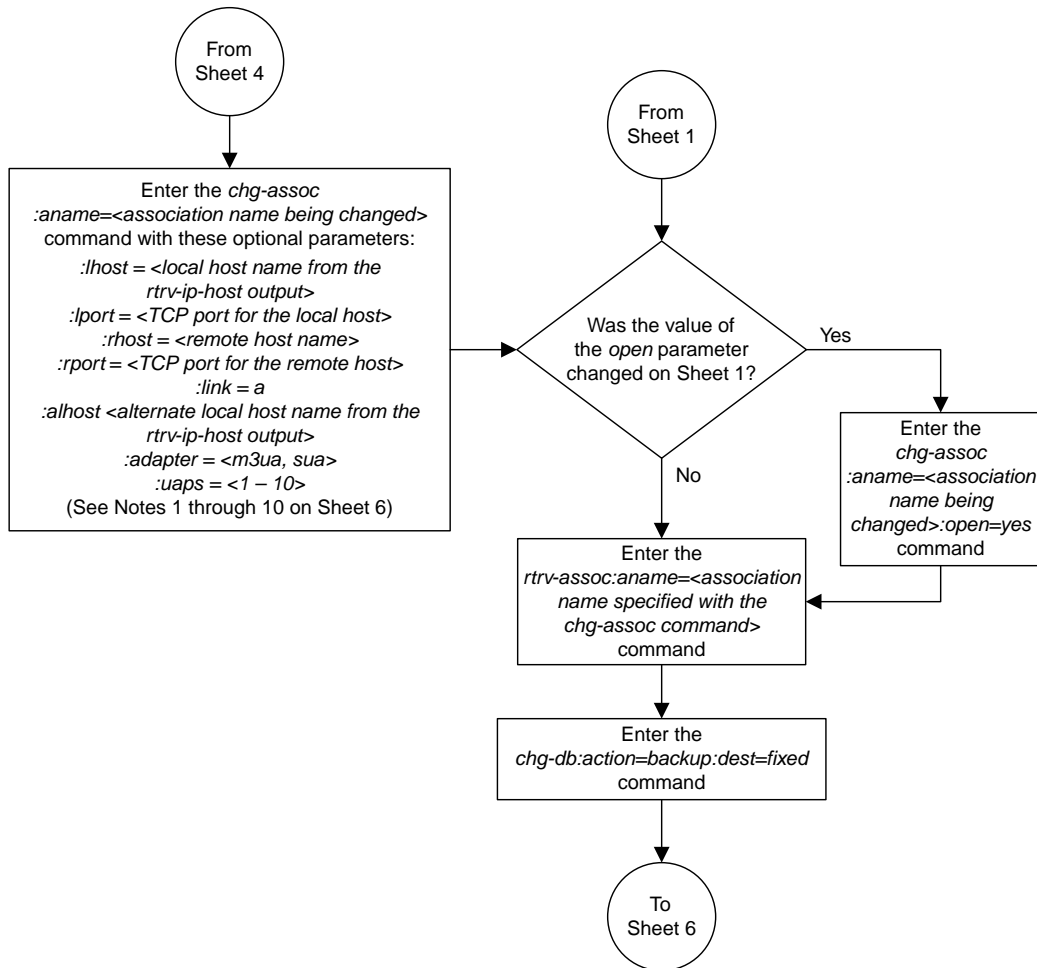 From
Sheet 4
Enter the chg-assoc
:aname=<association name being changed>
command with these optional parameters:
:lhost = <local host name from the
rtrv-ip-host output>
:lport = <TCP port for the local host>
:rhost = <remote host name>
:rport = <TCP port for the remote host>
:link = a
:alhost <alternate local host name from the
rtrv-ip-host output>
:adapter = <m3ua, sua>
:uaps = <1 – 10>
(See Notes 1 through 10 on Sheet 6)
From
Sheet 1
Was the value of
the open parameter
changed on Sheet 1?
Yes
No
Enter the
chg-assoc
:aname=<association
name being
changed>:open=yes
command
Enter the
rtrv-assoc:aname=<association
name specified with the
chg-assoc command>
command
Enter the
chg-db:action=backup:dest=fixed
command
To
Sheet 6